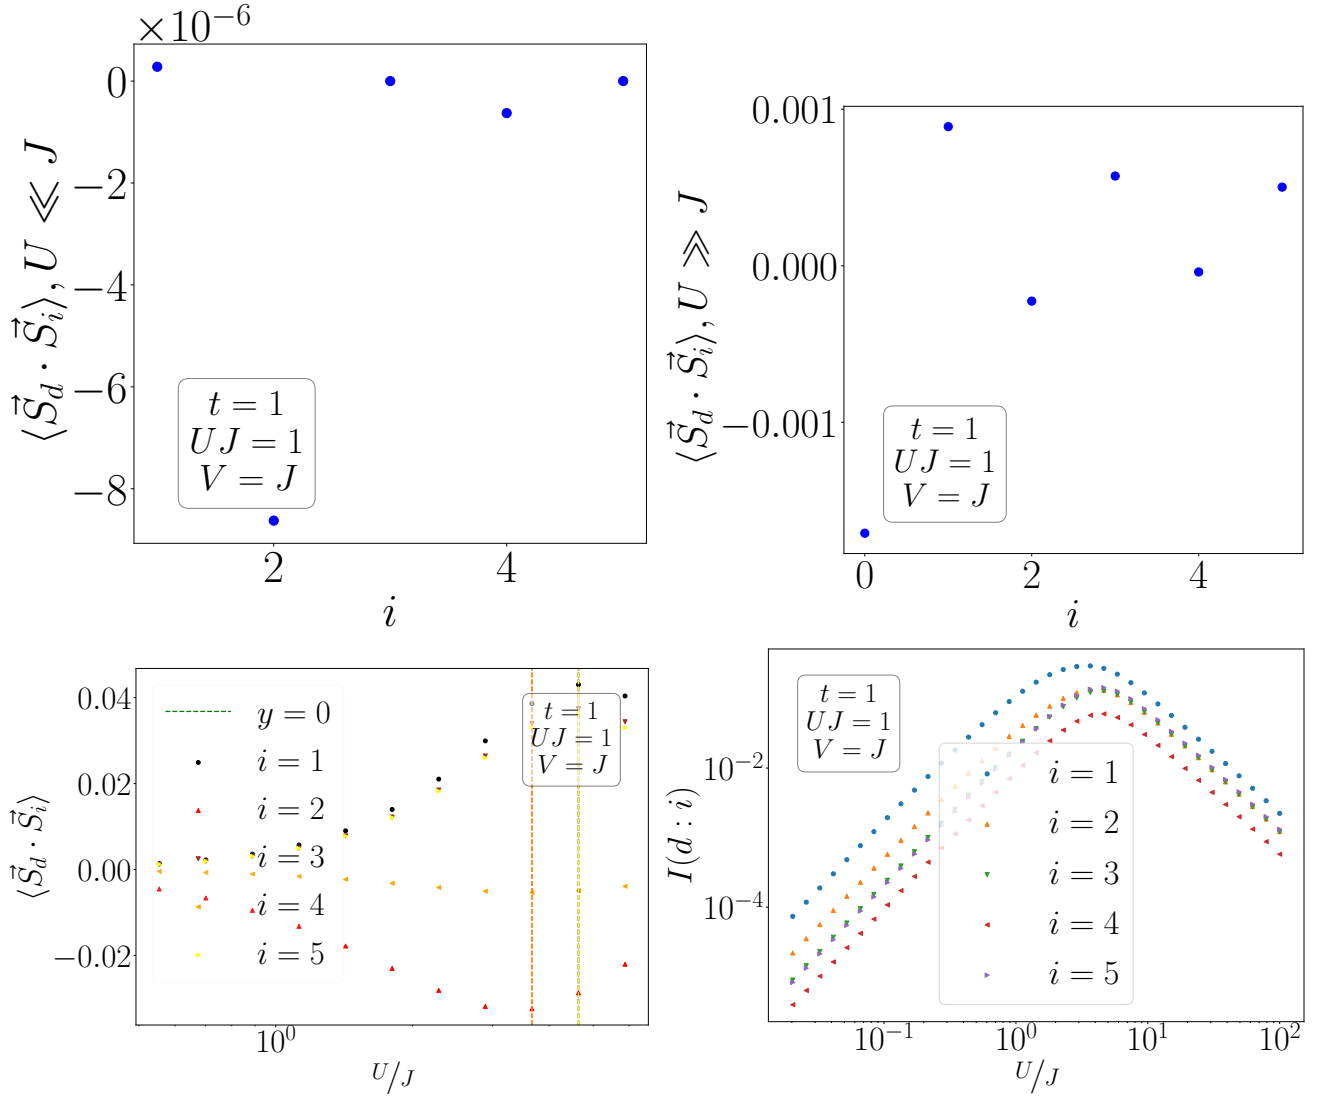 ×10⁻⁶
0
−2
−4
−6
−8
⟨S⃗_d · S⃗_i⟩, U ≪ J
t = 1
UJ = 1
V = J
2 4
i
0.001
0.000
−0.001
⟨S⃗_d · S⃗_i⟩, U ≫ J
t = 1
UJ = 1
V = J
0 2 4
i
0.04
0.02
0.00
−0.02
⟨S⃗_d · S⃗_i⟩
y = 0
i = 1
i = 2
i = 3
i = 4
i = 5
t = 1
UJ = 1
V = J
10⁰
U/J
10⁻²
10⁻⁴
I(d : i)
t = 1
UJ = 1
V = J
i = 1
i = 2
i = 3
i = 4
i = 5
10⁻¹ 10⁰ 10¹ 10²
U/J